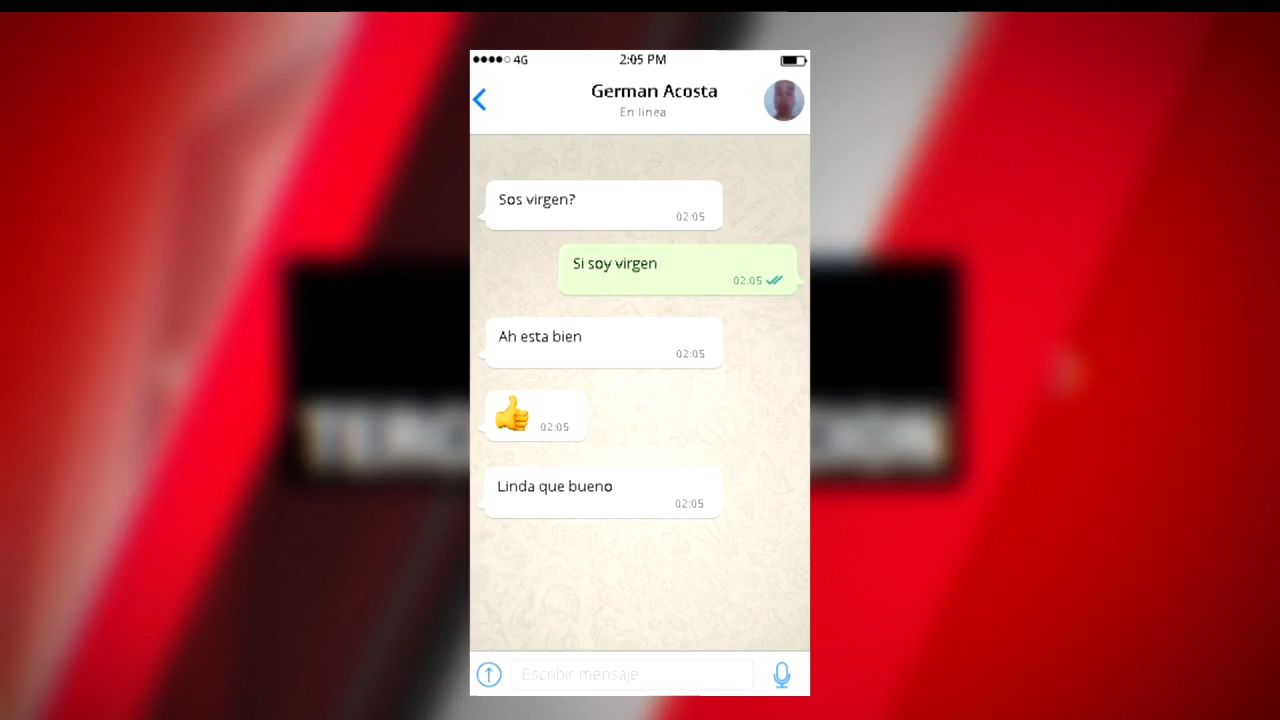 4G 2:05 PM
German Acosta
En linea
Sos virgen?
02:05
Si soy virgen
02:05
Ah esta bien
02:05
👍 02:05
Linda que bueno
02:05
Escribir mensaje